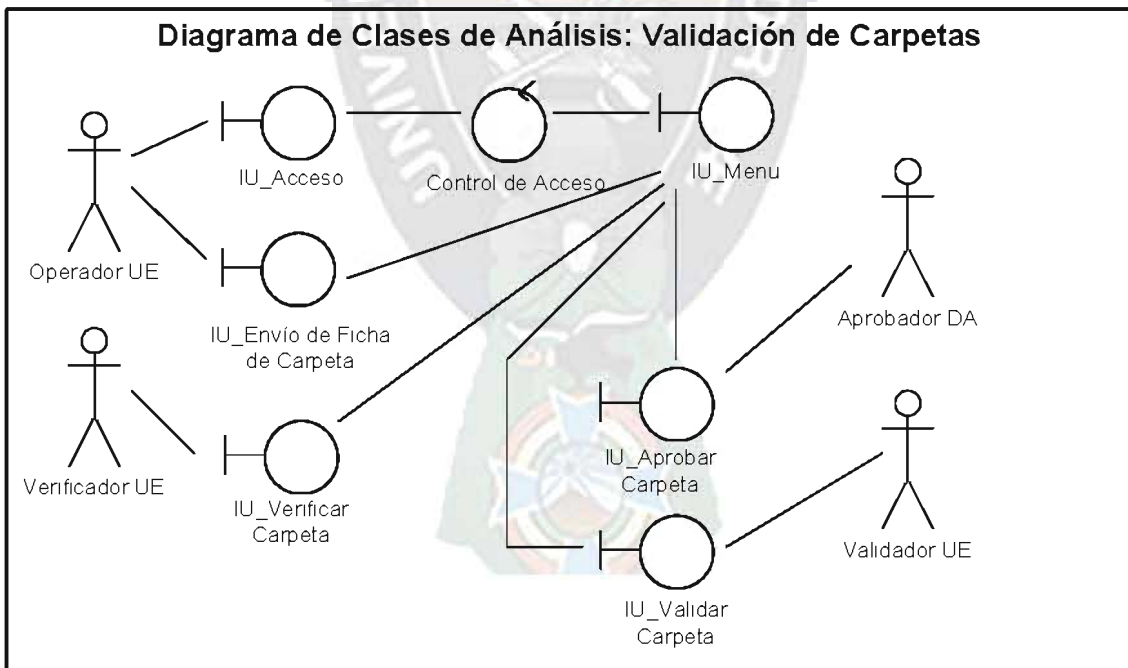 Diagrama de Clases de Análisis: Validación de Carpetas
IU_Acceso
Control de Acceso
IU_Menu
Operador UE
IU_Envío de Ficha
de Carpeta
Aprobador DA
Verificador UE
IU_Verificar
Carpeta
IU_Aprobar
Carpeta
Validador UE
IU_Validar
Carpeta
UNIVE
R